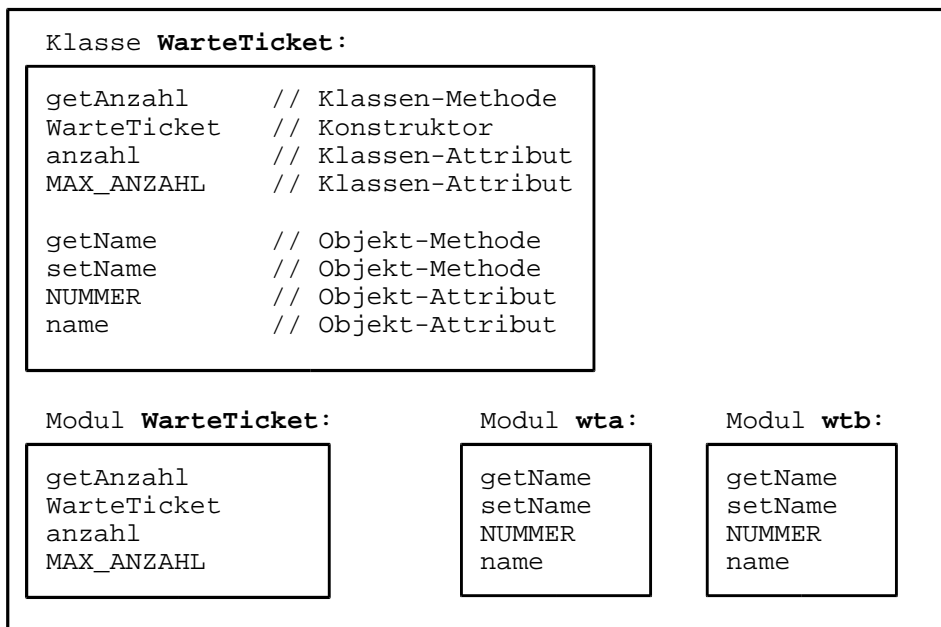 Klasse WarteTicket:
getAnzahl // Klassen-Methode
WarteTicket // Konstruktor
anzahl // Klassen-Attribut
MAX_ANZAHL // Klassen-Attribut
getName // Objekt-Methode
setName // Objekt-Methode
NUMMER // Objekt-Attribut
name // Objekt-Attribut
Modul WarteTicket:
getAnzahl
WarteTicket
anzahl
MAX_ANZAHL
Modul wta:
getName
setName
NUMMER
name
Modul wtb:
getName
setName
NUMMER
name